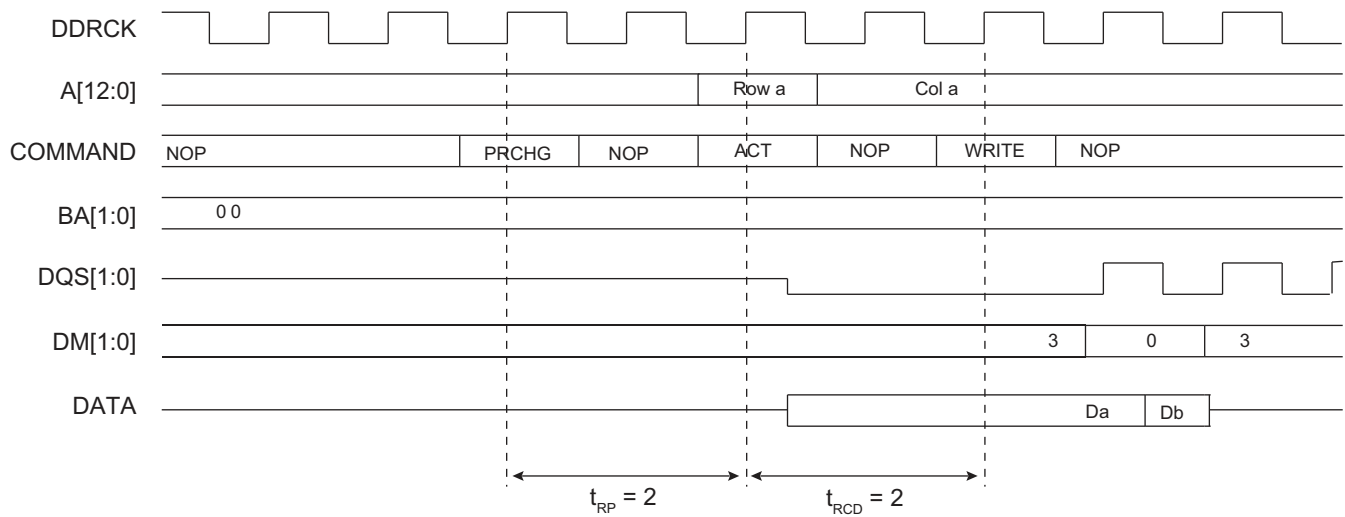 DDRCK
A[12:0] Row a Col a
COMMAND NOP PRCHG NOP ACT NOP WRITE NOP
BA[1:0] 0 0
DQS[1:0]
DM[1:0] 3 0 3
DATA Da Db
tRP = 2 tRCD = 2